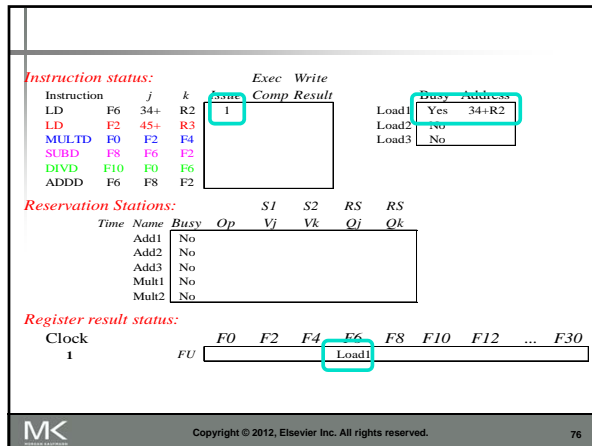 Instruction status: Exec Write
Instruction j k Issue Comp Result Busy Address
LD F6 34+ R2 1 Load1 Yes 34+R2
LD F2 45+ R3 Load2 No
MULTD F0 F2 F4 Load3 No
SUBD F8 F6 F2
DIVD F10 F0 F6
ADDD F6 F8 F2
Reservation Stations: S1 S2 RS RS
Time Name Busy Op Vj Vk Qj Qk
Add1 No
Add2 No
Add3 No
Mult1 No
Mult2 No
Register result status:
Clock F0 F2 F4 F6 F8 F10 F12 ... F30
1 FU Load1
MK
Copyright © 2012, Elsevier Inc. All rights reserved. 76